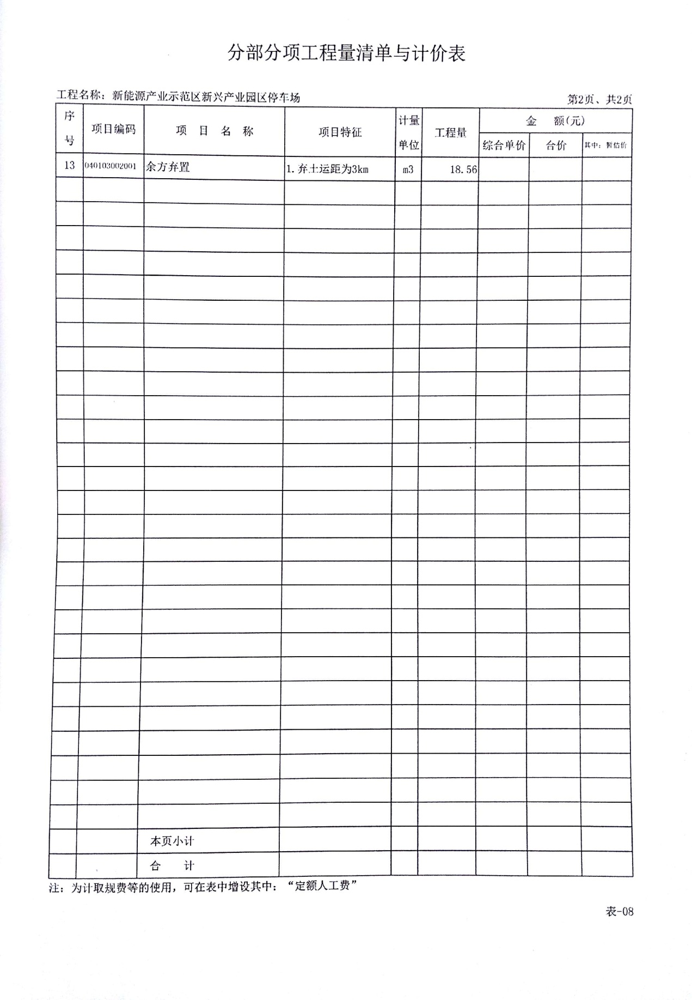 分部分项工程量清单与计价表
工程名称：新能源产业示范区新兴产业园区停车场 第2页、共2页
序号 项目编码 项 目 名 称 项目特征 计量单位 工程量 金 额(元)
综合单价 合价 其中：暂估价
13 040103002001 余方弃置 1.弃土运距为3km m3 18.56
本页小计
合 计
注：为计取规费等的使用，可在表中增设其中：“定额人工费”
表-08